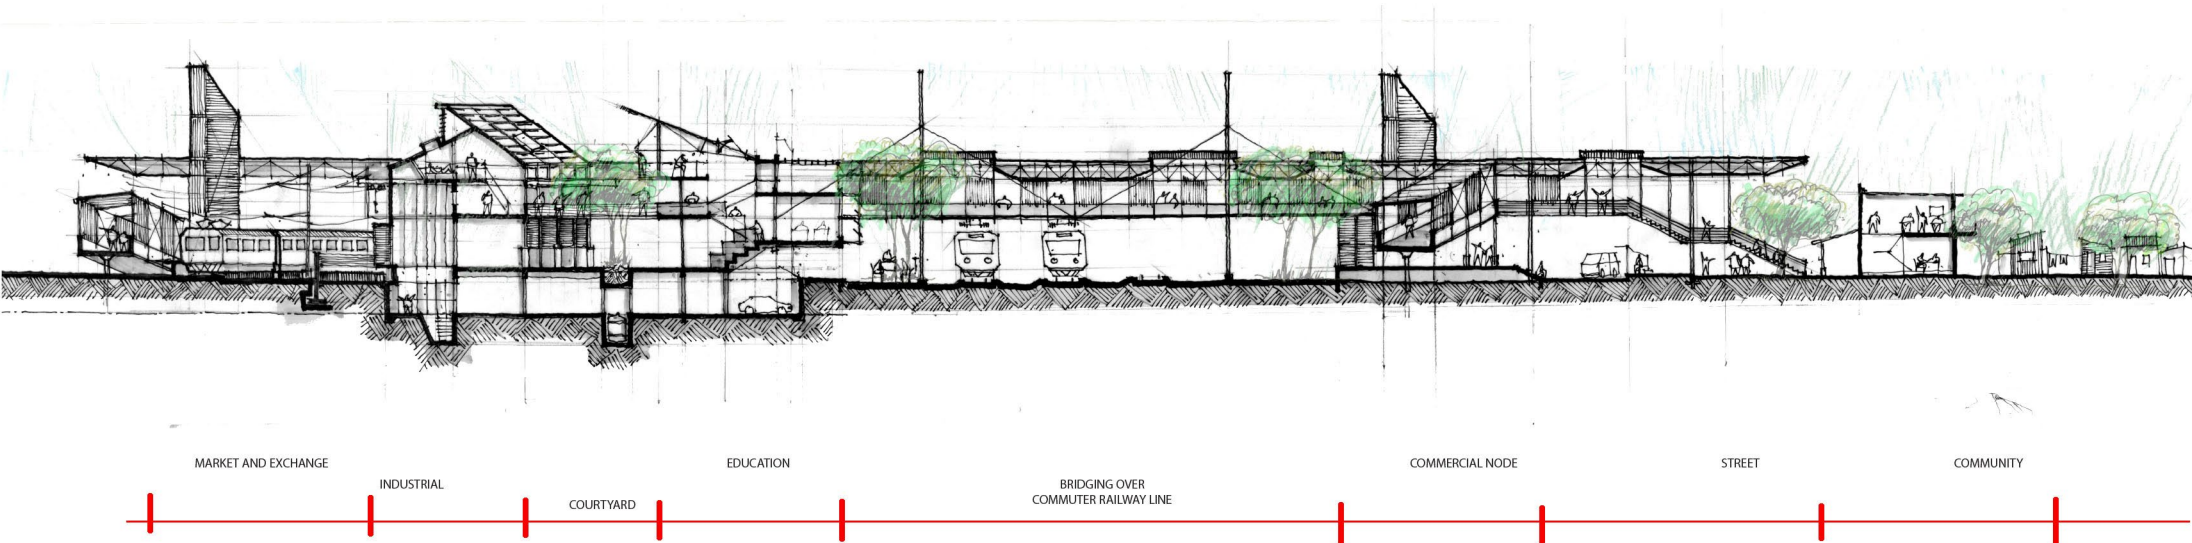 MARKET AND EXCHANGE
INDUSTRIAL
COURTYARD
EDUCATION
BRIDGING OVER
COMMUTER RAILWAY LINE
COMMERCIAL NODE
STREET
COMMUNITY